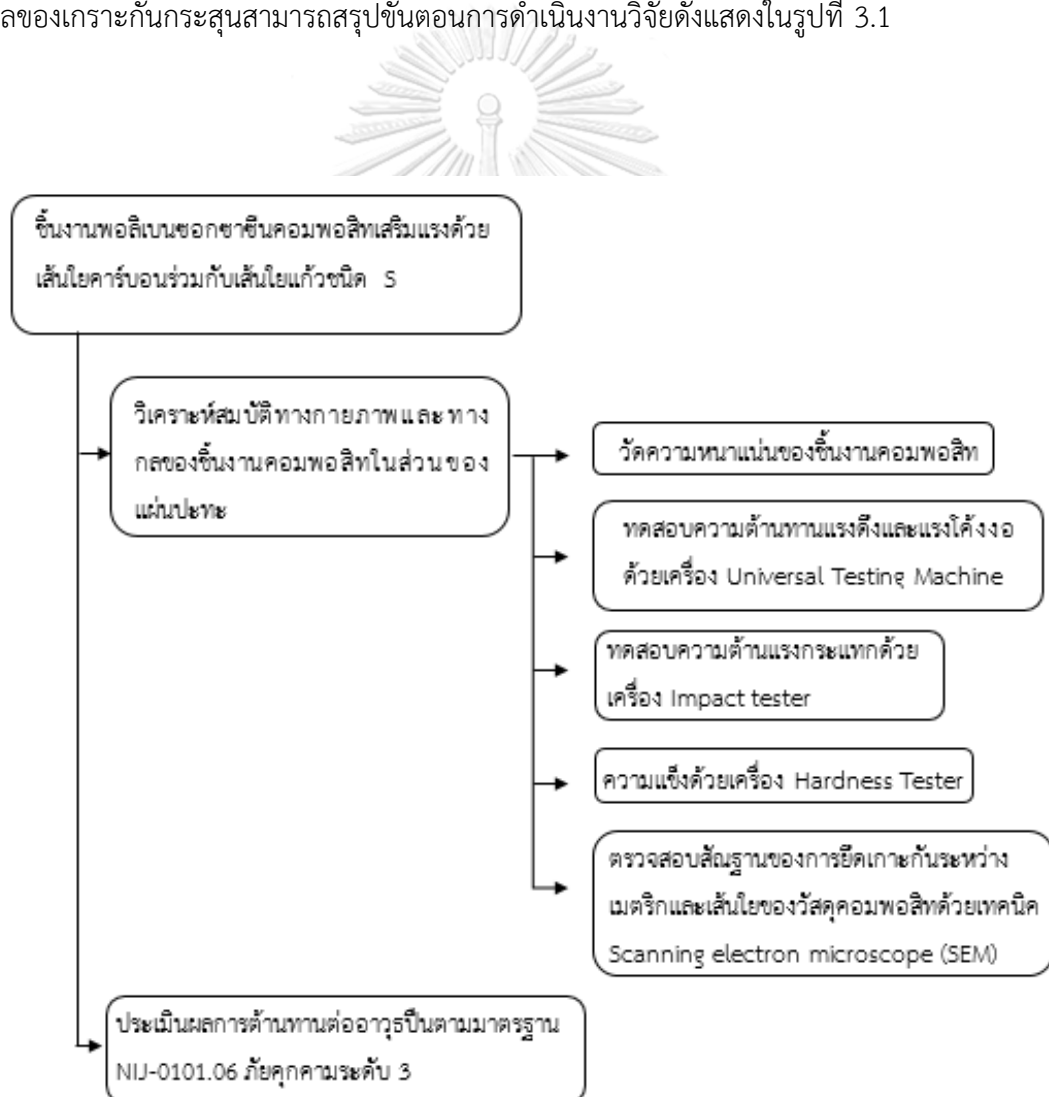 ลของเกราะกันกระสุนสามารถสรุปขั้นตอนการดำเนินงานวิจัยดังแสดงในรูปที่ 3.1
ชิ้นงานพอลิเบนซอกซาซีนคอมพอสิทเสริมแรงด้วย
เส้นใยคาร์บอนร่วมกับเส้นใยแก้วชนิด S
วิเคราะห์สมบัติทางกายภาพและทาง
กลของชิ้นงานคอมพอสิทในส่วนของ
แผ่นปะทะ
วัดความหนาแน่นของชิ้นงานคอมพอสิท
ทดสอบความต้านทานแรงดึงและแรงโค้งงอ
ด้วยเครื่อง Universal Testing Machine
ทดสอบความต้านแรงกระแทกด้วย
เครื่อง Impact tester
ความแข็งด้วยเครื่อง Hardness Tester
ตรวจสอบสัณฐานของการยึดเกาะกันระหว่าง
เมตริกและเส้นใยของวัสดุคอมพอสิทด้วยเทคนิค
Scanning electron microscope (SEM)
ประเมินผลการต้านทานต่ออาวุธปืนตามมาตรฐาน
NIJ-0101.06 ภัยคุกคามระดับ 3